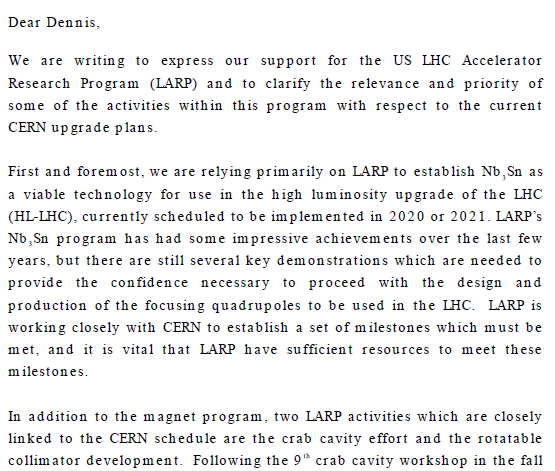 Dear Dennis,
We are writing to express our support for the US LHC Accelerator
Research Program (LARP) and to clarify the relevance and priority of
some of the activities within this program with respect to the current
CERN upgrade plans.
First and foremost, we are relying primarily on LARP to establish Nb₃Sn as
a viable technology for use in the high luminosity upgrade of the LHC
(HL-LHC), currently scheduled to be implemented in 2020 or 2021. LARP's
Nb₃Sn program has had some impressive achievements over the last few
years, but there are still several key demonstrations which are needed to
provide the confidence necessary to proceed with the design and
production of the focusing quadrupoles to be used in the LHC. LARP is
working closely with CERN to establish a set of milestones which must be
met, and it is vital that LARP have sufficient resources to meet these
milestones.
In addition to the magnet program, two LARP activities which are closely
linked to the CERN schedule are the crab cavity effort and the rotatable
collimator development. Following the 9th crab cavity workshop in the fall